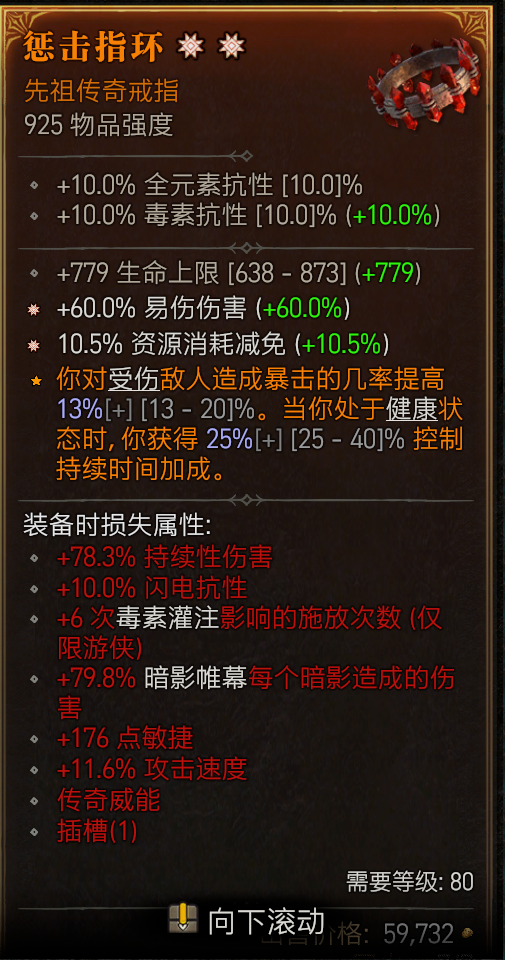 惩击指环
先祖传奇戒指
925 物品强度
+10.0% 全元素抗性 [10.0]%
+10.0% 毒素抗性 [10.0]% (+10.0%)
+779 生命上限 [638 - 873] (+779)
+60.0% 易伤伤害 (+60.0%)
10.5% 资源消耗减免 (+10.5%)
你对受伤敌人造成暴击的几率提高
13%[+] [13 - 20]%。当你处于健康状
态时, 你获得 25%[+] [25 - 40]% 控制
持续时间加成。
装备时损失属性:
+78.3% 持续性伤害
+10.0% 闪电抗性
+6 次毒素灌注影响的施放次数 (仅
限游侠)
+79.8% 暗影帷幕每个暗影造成的伤
害
+176 点敏捷
+11.6% 攻击速度
传奇威能
插槽(1)
需要等级: 80
向下滚动
出售价格: 59,732